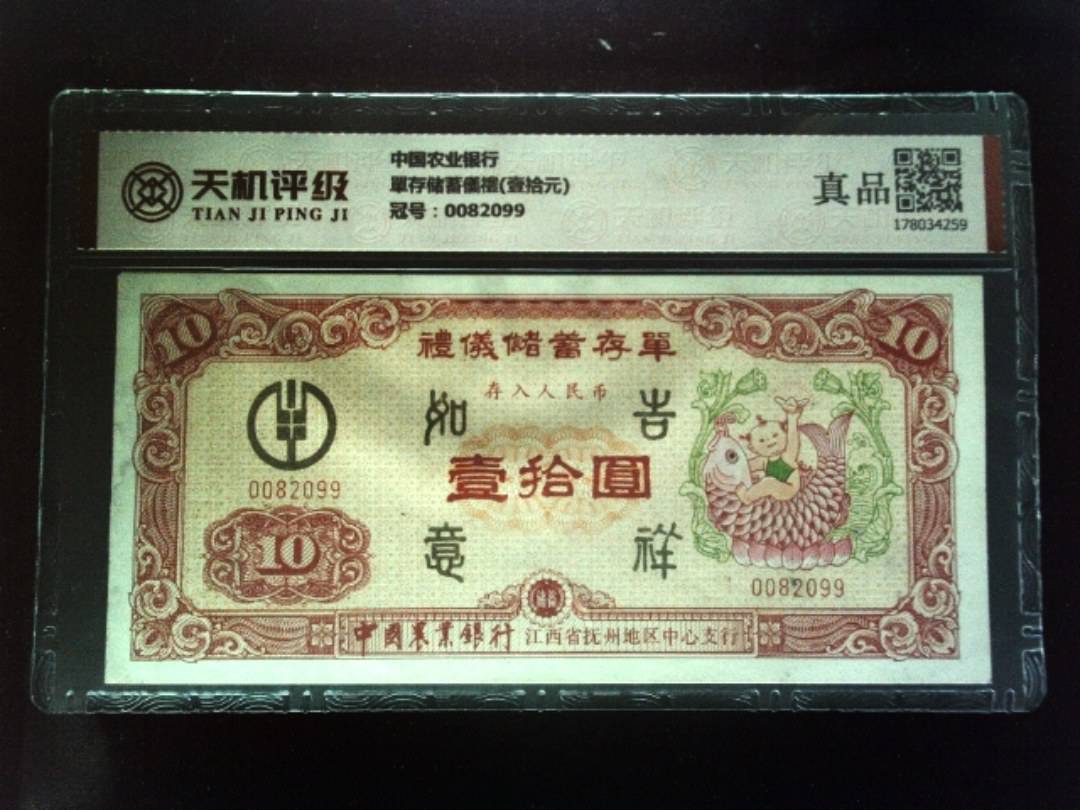 天机评级
TIAN JI PING JI
中国农业银行
單存儲蓄儀禮(壹拾元)
冠号：0082099
真品
178034259
10
10
禮儀儲蓄存單
存入人民币
如
吉
0082099
壹拾圓
10
意
祥
0082099
中國農業銀行 江西省抚州地区中心支行